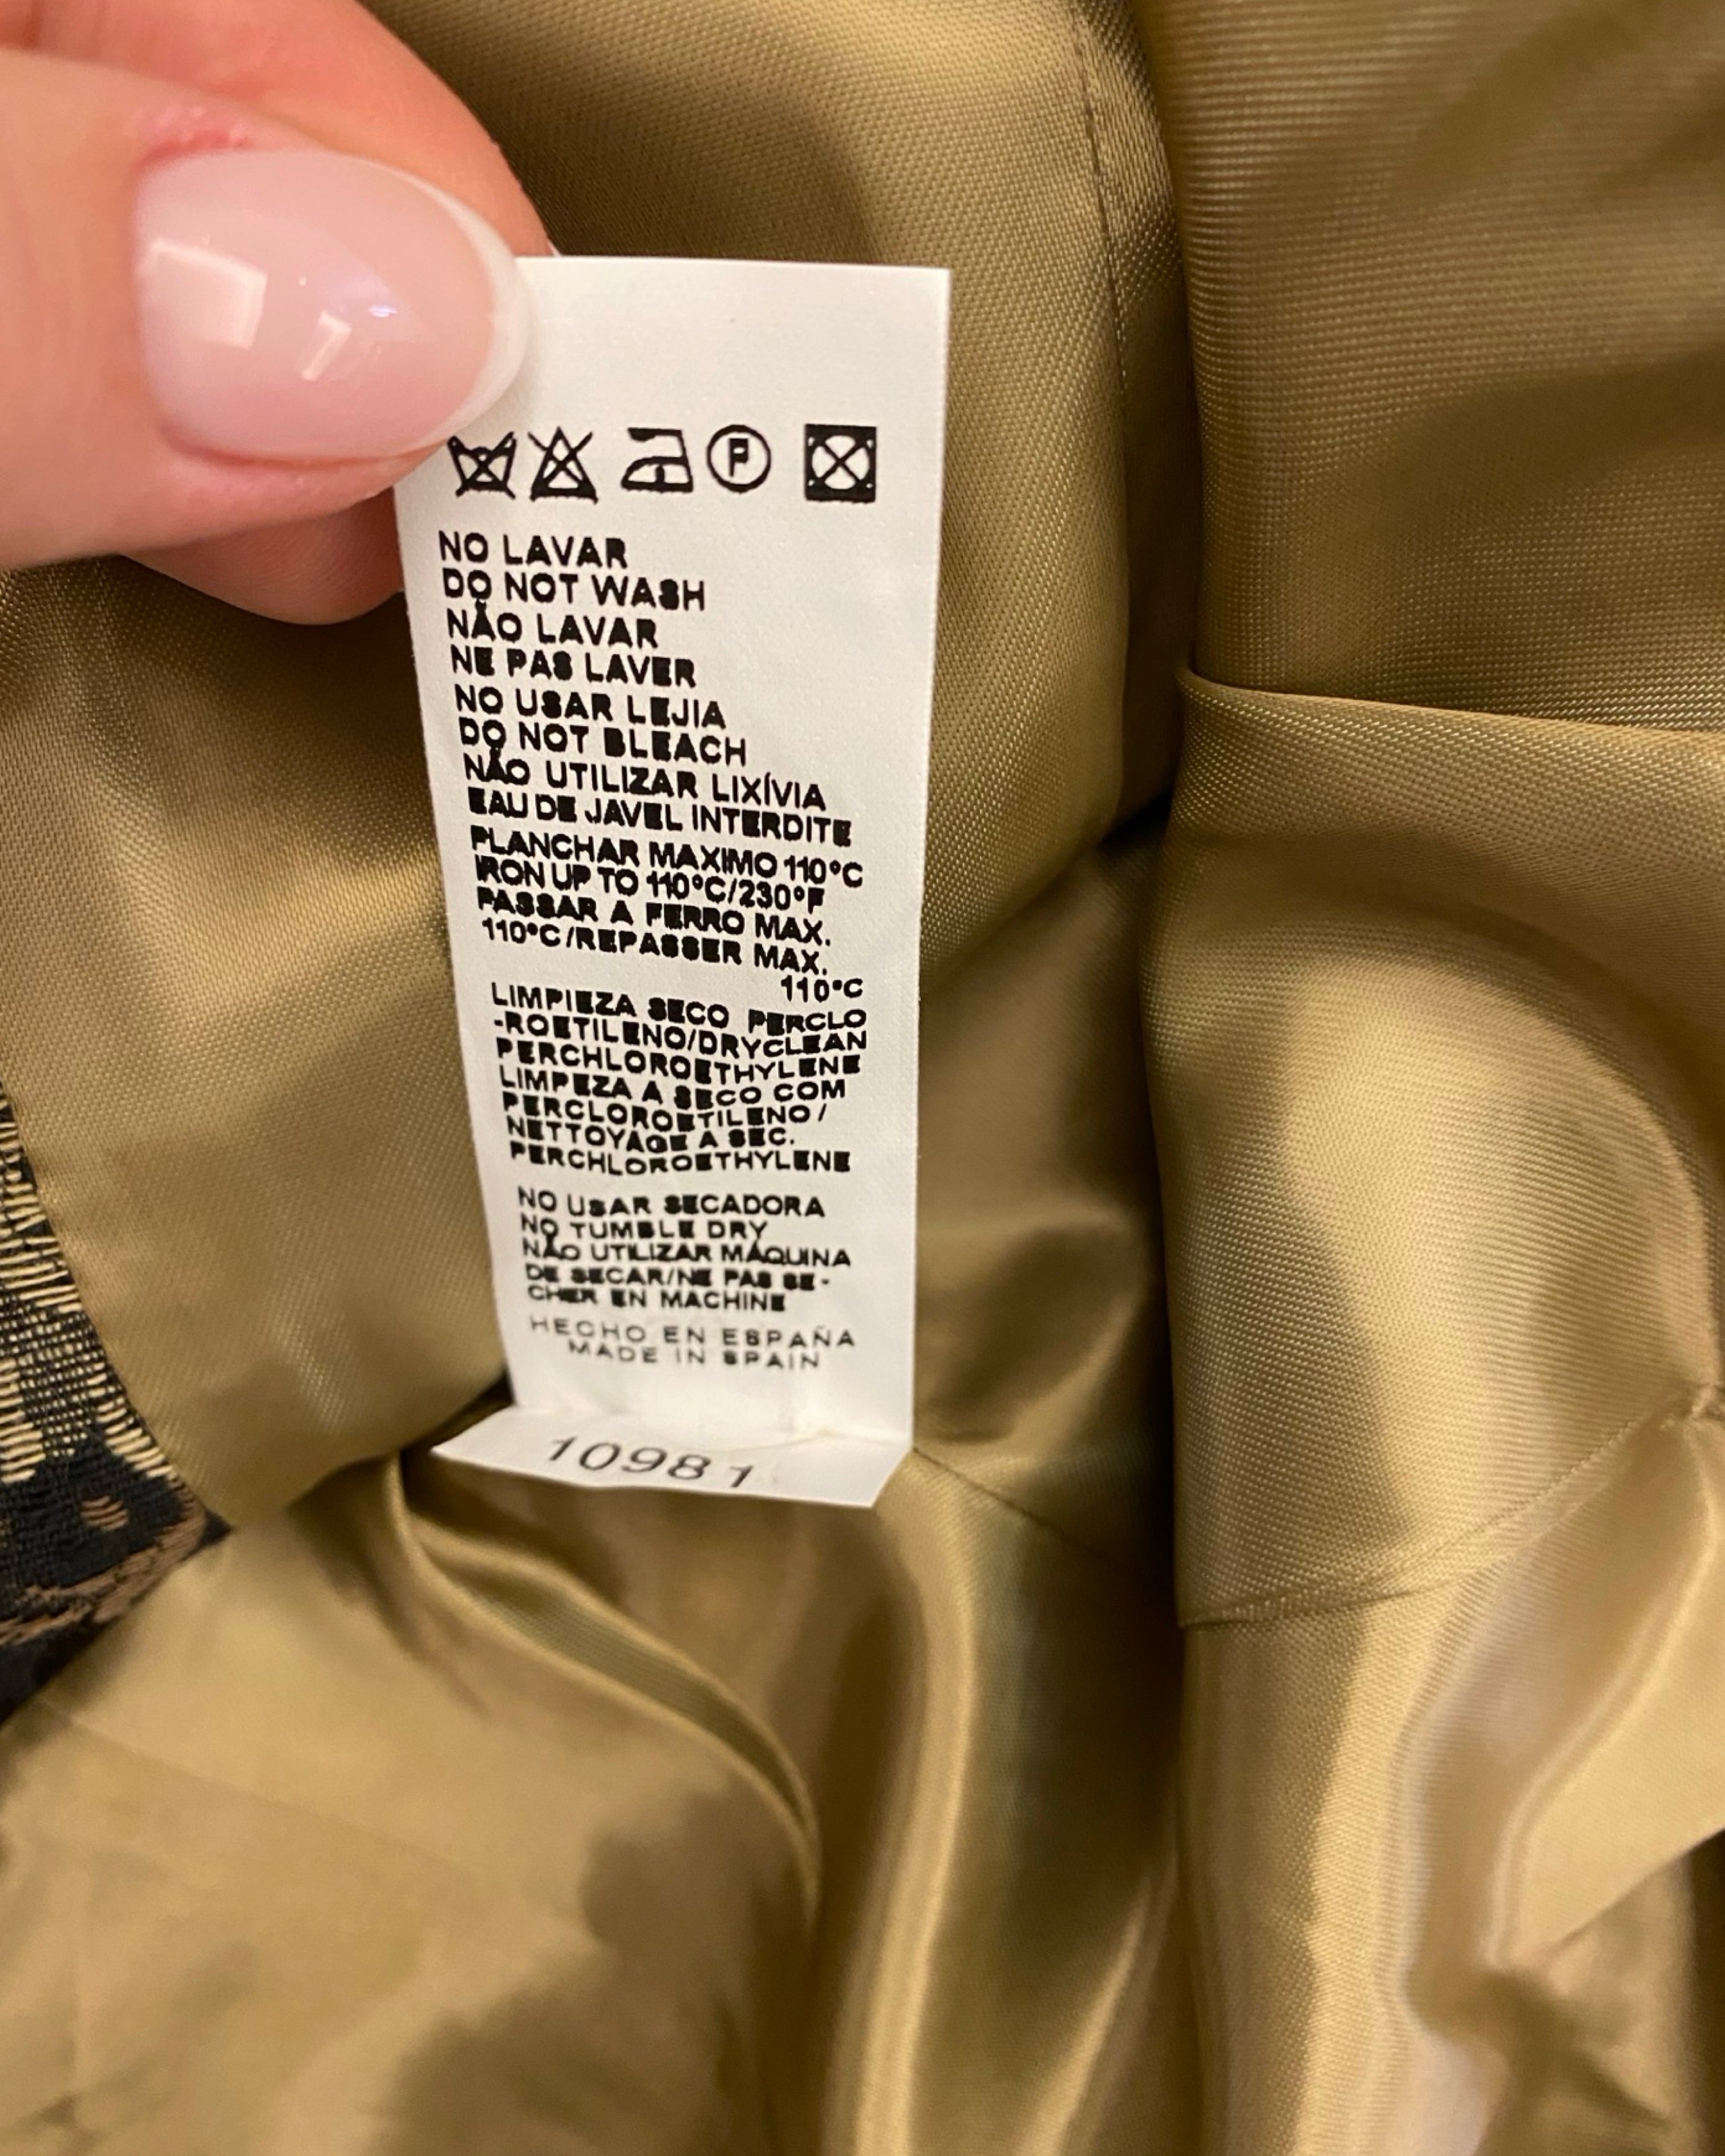 P
NO LAVAR
DO NOT WASH
NÃO LAVAR
NE PAS LAVER
NO USAR LEJIA
DO NOT BLEACH
NÃO UTILIZAR LIXÍVIA
EAU DE JAVEL INTERDITE
PLANCHAR MAXIMO 110°C
IRON UP TO 110°C/230°F
PASSAR A FERRO MAX.
110°C/REPASSER MAX.
110°C
LIMPIEZA SECO PERCLO
-ROETILENO/DRYCLEAN
PERCHLOROETHYLENE
LIMPEZA A SECO COM
PERCLOROETILENO/
NETTOYAGE A SEC.
PERCHLOROETHYLENE
NO USAR SECADORA
NO TUMBLE DRY
NÃO UTILIZAR MÁQUINA
DE SECAR/NE PAS SE-
CHER EN MACHINE
HECHO EN ESPAÑA
MADE IN SPAIN
10981